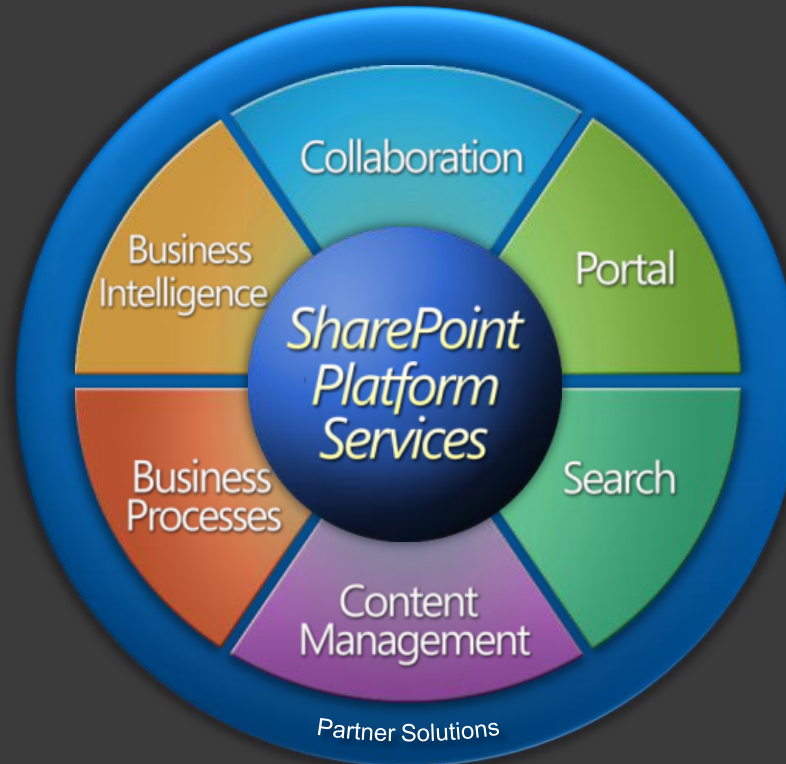 Collaboration
Business
Intelligence
Portal
SharePoint
Platform
Services
Business
Processes
Search
Content
Management
Partner Solutions